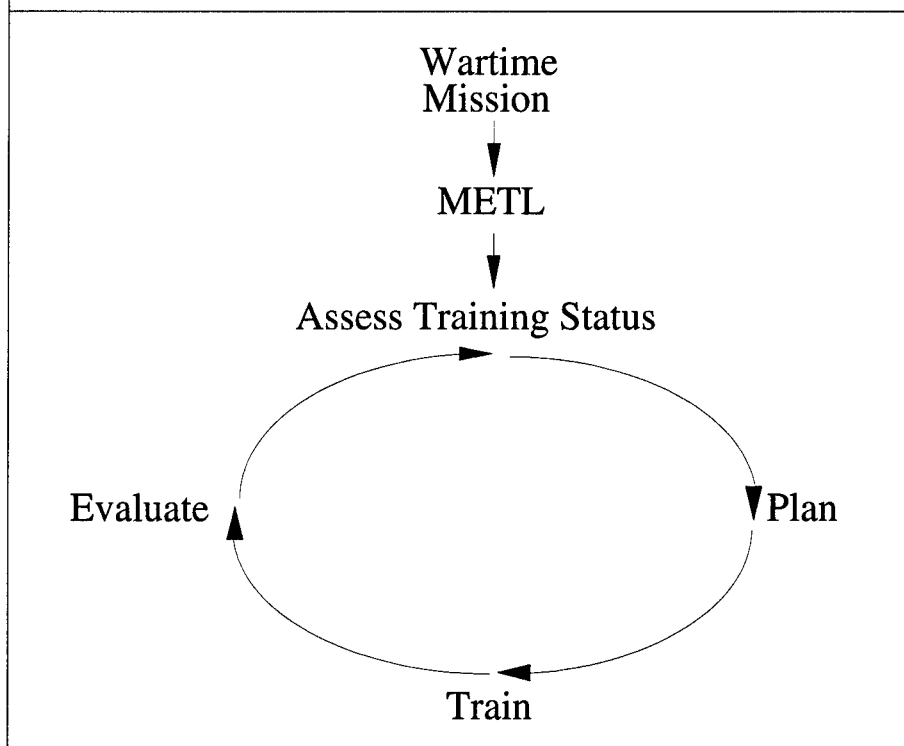 Wartime
Mission
METL
Assess Training Status
Evaluate
Plan
Train